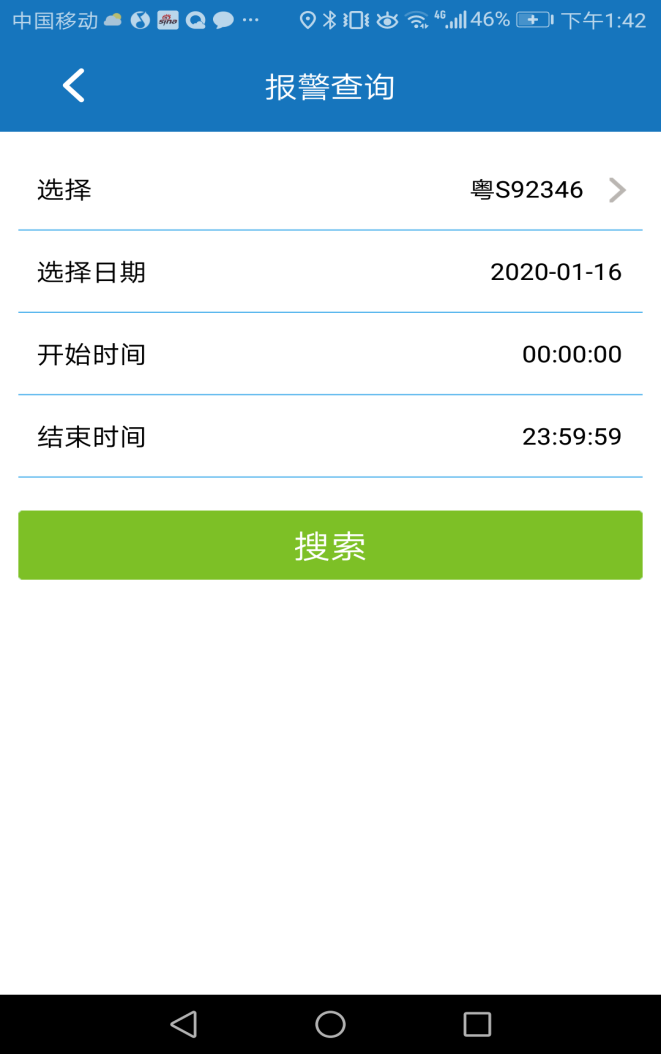 中国移动 sina ··· 4G 46% 下午1:42
报警查询
选择 粤S92346
选择日期 2020-01-16
开始时间 00:00:00
结束时间 23:59:59
搜索